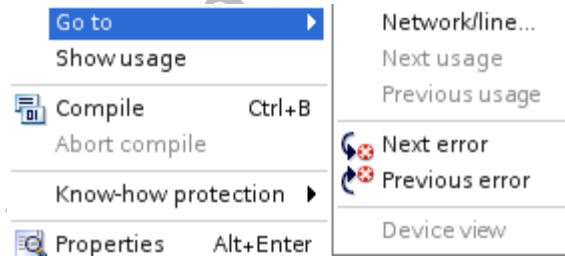 Go to
Show usage
Compile Ctrl+B
Abort compile
Know-how protection
Properties Alt+Enter
Network/line...
Next usage
Previous usage
Next error
Previous error
Device view